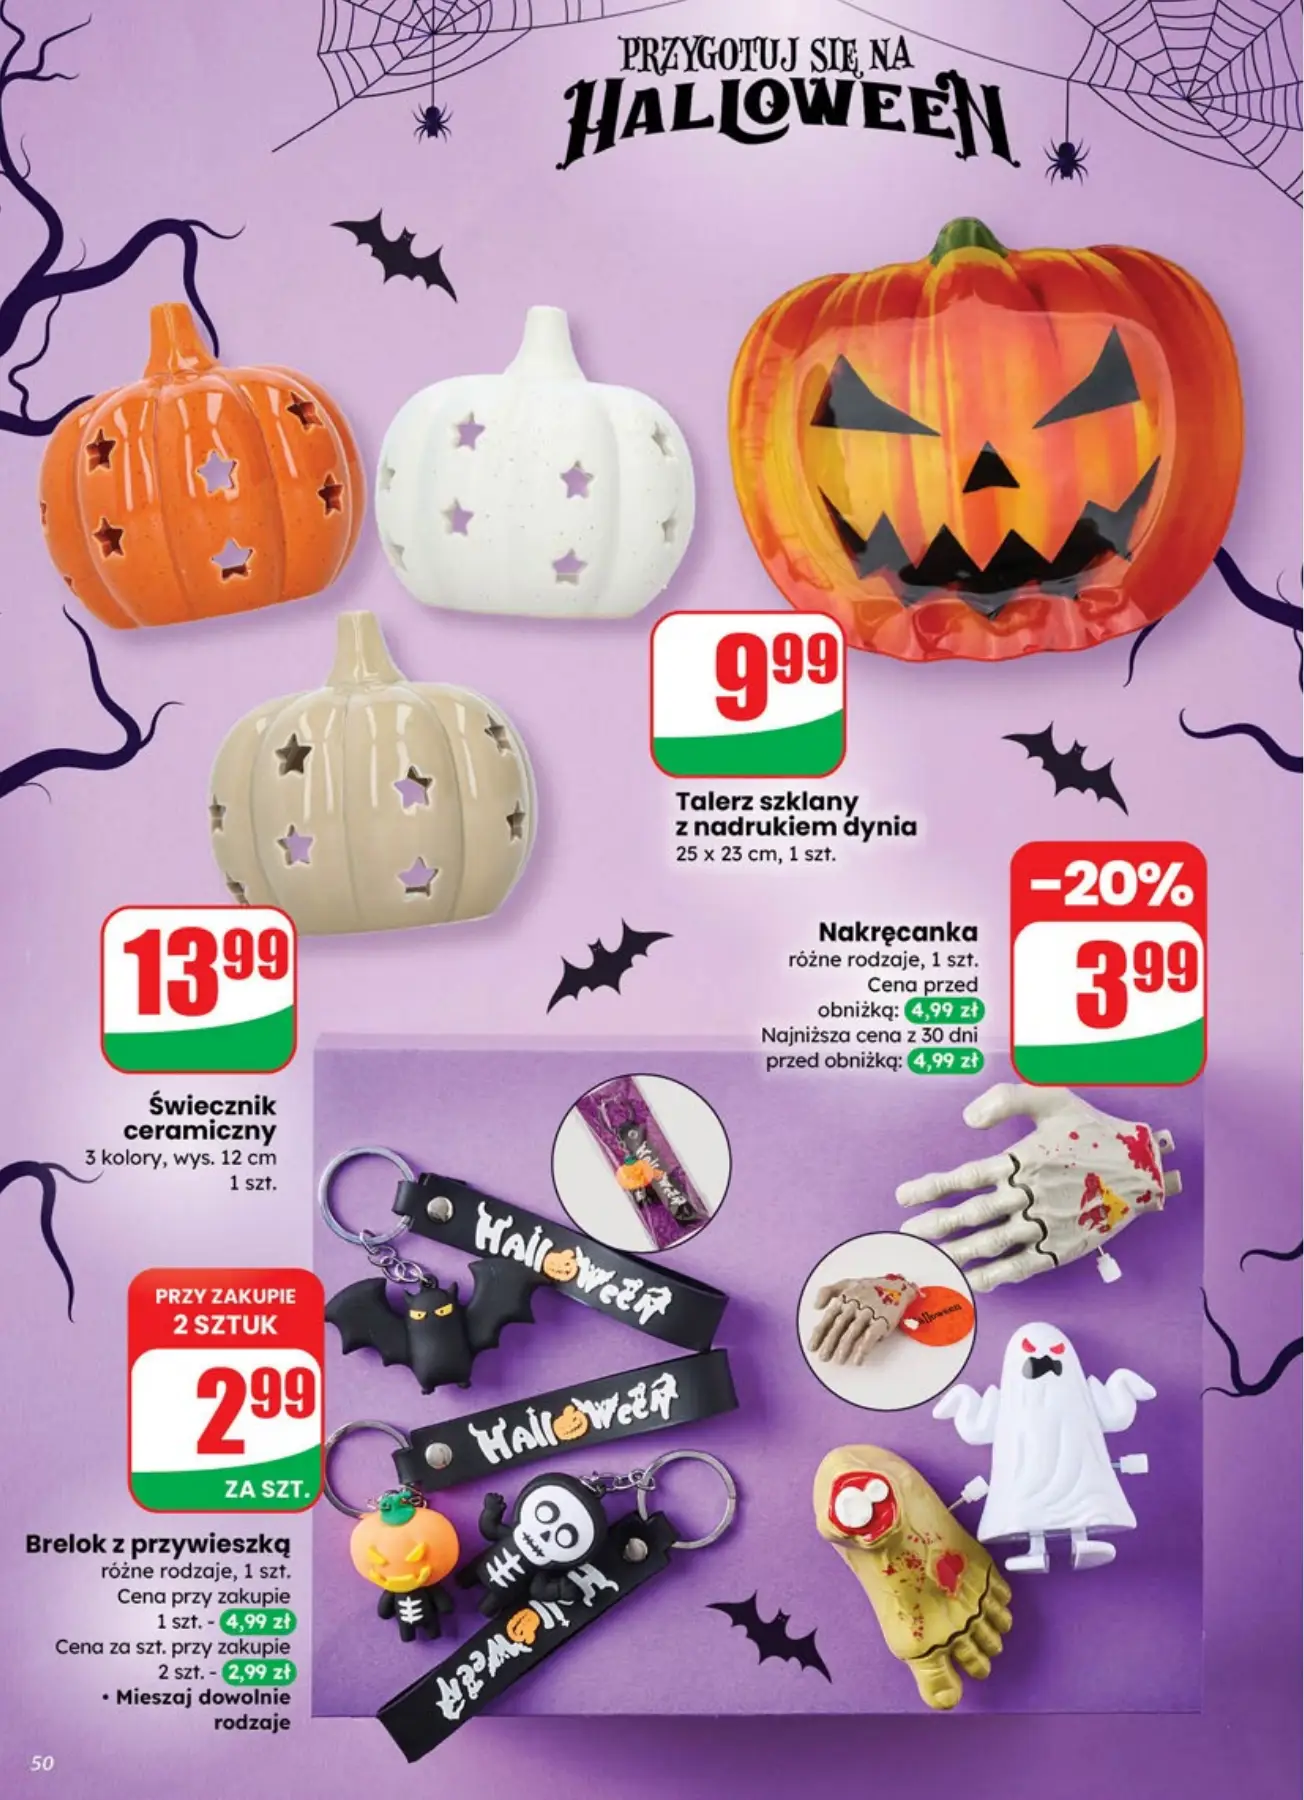 PRZYGOTUJ SIĘ NA
HALLOWEEN
9 99
Talerz szklany
z nadrukiem dynia
25 x 23 cm, 1 szt.
13 99
Świecznik
ceramiczny
3 kolory, wys. 12 cm
1 szt.
-20%
3 99
Nakręcanka
różne rodzaje, 1 szt.
Cena przed
obniżką: 4,99 zł
Najniższa cena z 30 dni
przed obniżką: 4,99 zł
Halloween
Halloween
Halloween
Halloween
Halloween
PRZY ZAKUPIE
2 SZTUK
2 99
ZA SZT.
Brelok z przywieszką
różne rodzaje, 1 szt.
Cena przy zakupie
1 szt. - 4,99 zł
Cena za szt. przy zakupie
2 szt. - 2,99 zł
• Mieszaj dowolnie
rodzaje
50